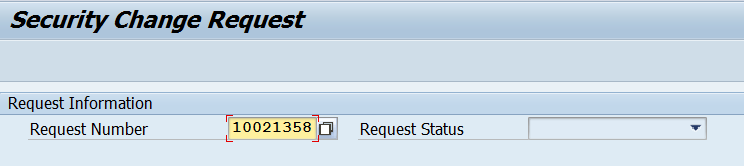 Security Change Request
Request Information
Request Number 10021358 Request Status